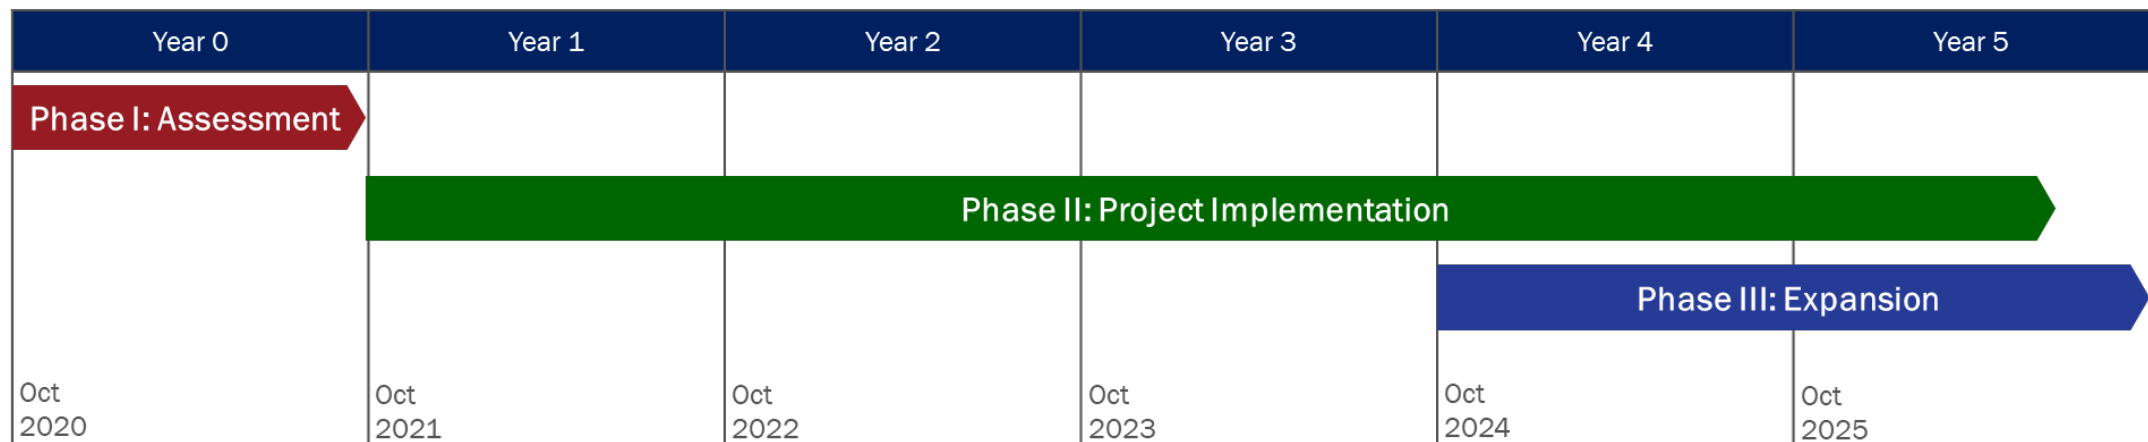 Year 0
Year 1
Year 2
Year 3
Year 4
Year 5
Phase I: Assessment
Phase II: Project Implementation
Phase III: Expansion
Oct
2020
Oct
2021
Oct
2022
Oct
2023
Oct
2024
Oct
2025